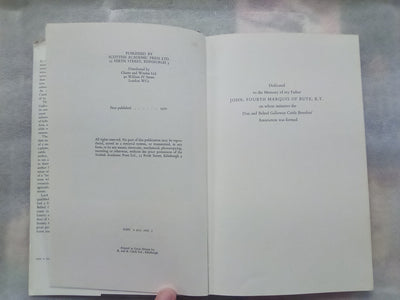 PUBLISHED BY
SCOTTISH ACADEMIC PRESS LTD.
25 PERTH STREET, EDINBURGH 3
Distributed by
Chatto and Windus Ltd
40 William IV Street
London WC2
First published
All rights reserved. No part of this publication may be repro-
duced, stored in a retrieval system, or transmitted, in any
form, or by any means, electronic, mechanical, photocopying,
recording or otherwise, without the prior permission of the
Scottish Academic Press Ltd., 25 Perth Street, Edinburgh 3
Printed in Great Britain by
R. and R. Clark Ltd., Edinburgh
Dedicated
to the Memory of my Father
JOHN, FOURTH MARQUIS OF BUTE, K.T.
on whose initiative the
Dun and Belted Galloway Cattle Breeders'
Association was formed